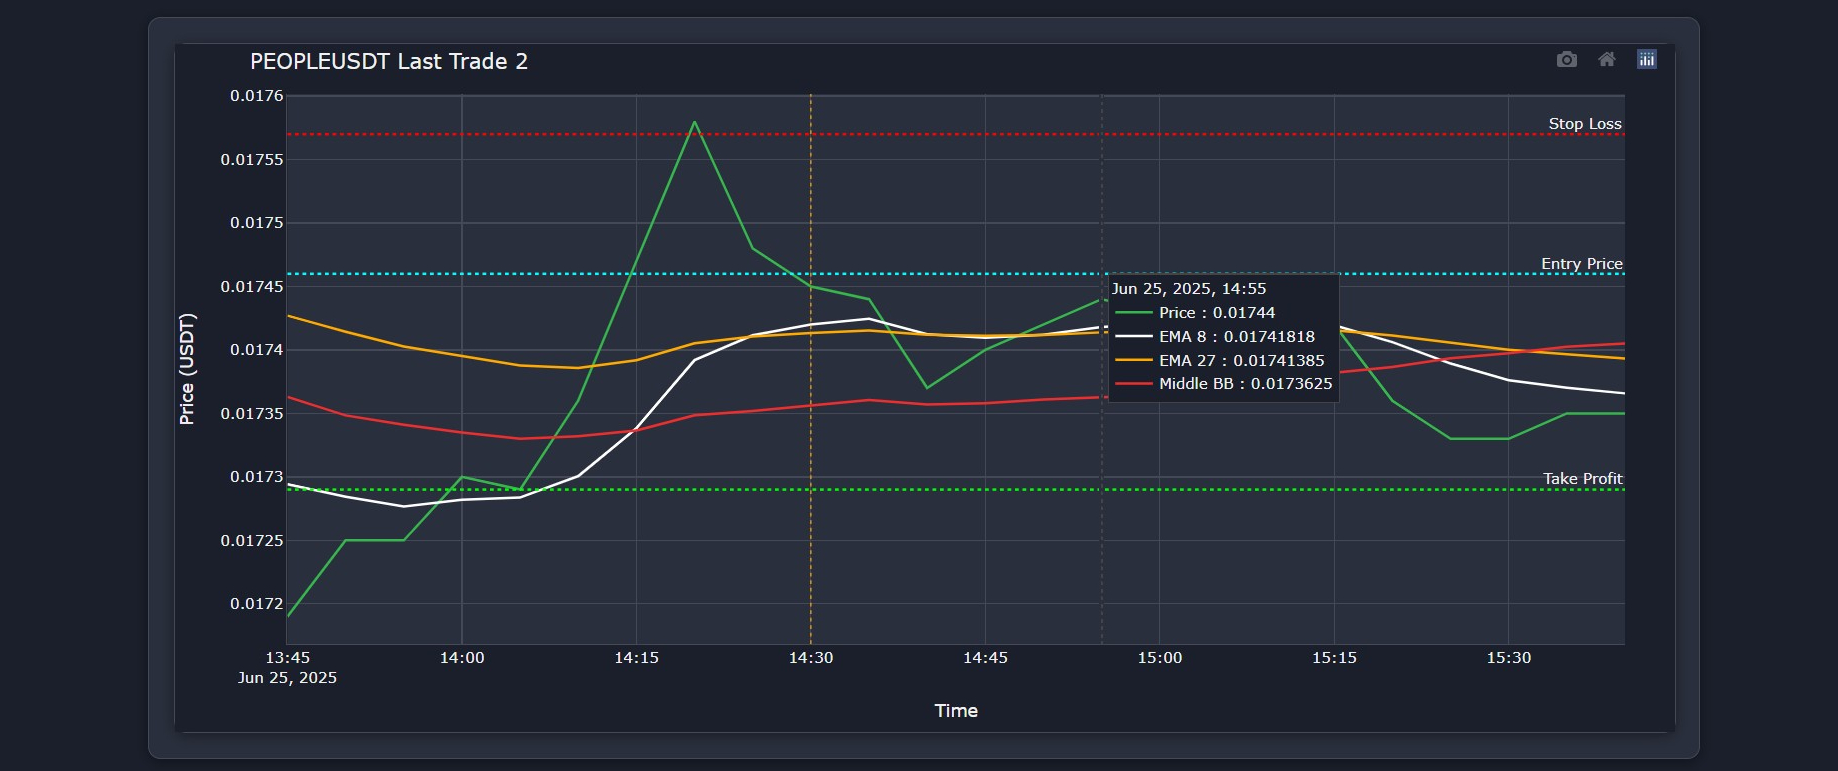 PEOPLEUSDT Last Trade 2
0.0176
Stop Loss
0.01755
0.0175
Entry Price
0.01745
Jun 25, 2025, 14:55
Price : 0.01744
EMA 8 : 0.01741818
EMA 27 : 0.01741385
Middle BB : 0.0173625
0.0174
Price (USDT)
0.01735
0.0173
Take Profit
0.01725
0.0172
13:45 14:00 14:15 14:30 14:45 15:00 15:15 15:30
Jun 25, 2025
Time